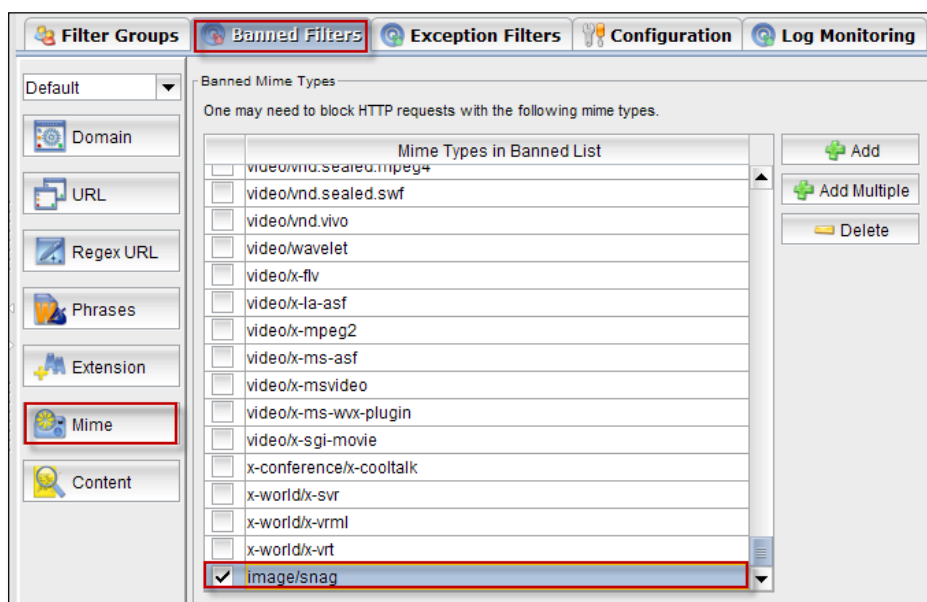 Filter Groups
Banned Filters
Exception Filters
Configuration
Log Monitoring
Default
Domain
URL
Regex URL
Phrases
Extension
Mime
Content
Banned Mime Types
One may need to block HTTP requests with the following mime types.
Mime Types in Banned List
video/vnd.sealed.mpeg4
video/vnd.sealed.swf
video/vnd.vivo
video/wavelet
video/x-flv
video/x-la-asf
video/x-mpeg2
video/x-ms-asf
video/x-msvideo
video/x-ms-wvx-plugin
video/x-sgi-movie
x-conference/x-cooltalk
x-world/x-svr
x-world/x-vrml
x-world/x-vrt
image/snag
Add
Add Multiple
Delete